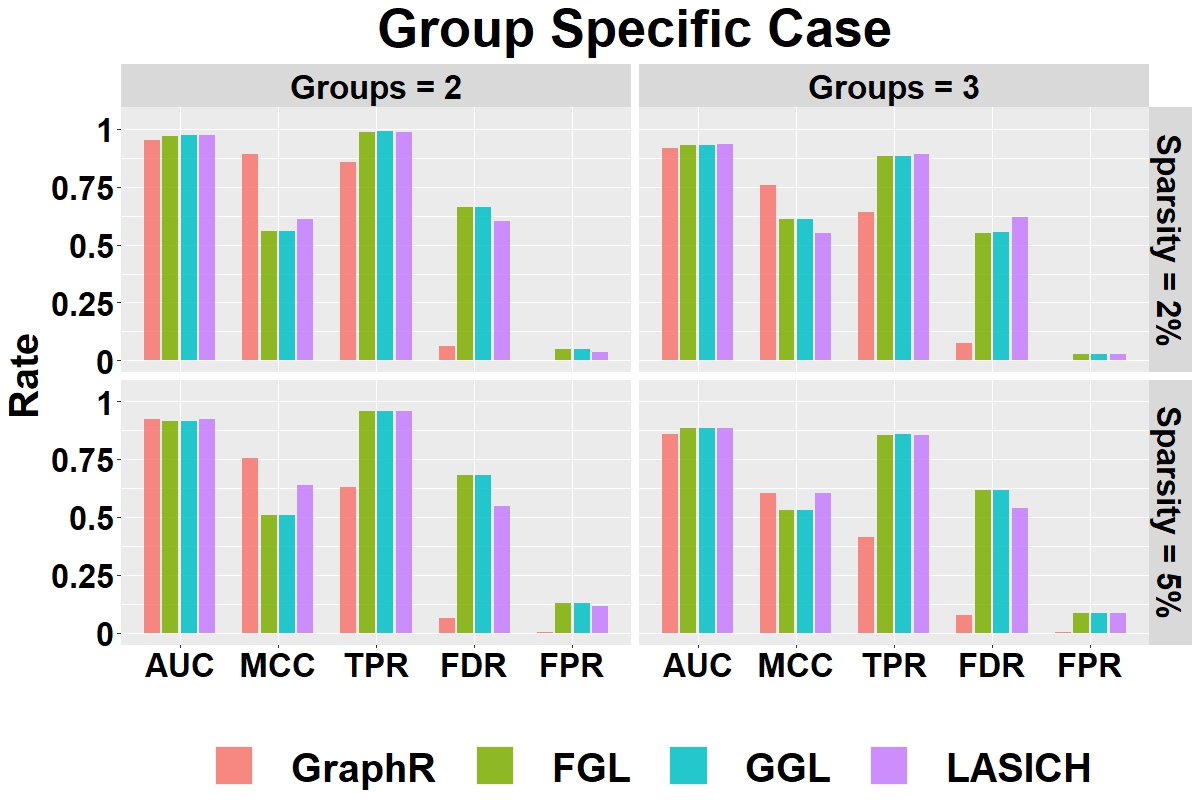 Group Specific Case
Groups = 2
Groups = 3
Sparsity = 2%
Sparsity = 5%
Rate
1
0.75
0.5
0.25
0
1
0.75
0.5
0.25
0
AUC MCC TPR FDR FPR
AUC MCC TPR FDR FPR
GraphR FGL GGL LASICH